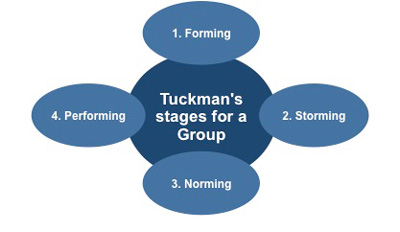 1. Forming
Tuckman's
stages for a
Group
2. Storming
3. Norming
4. Performing